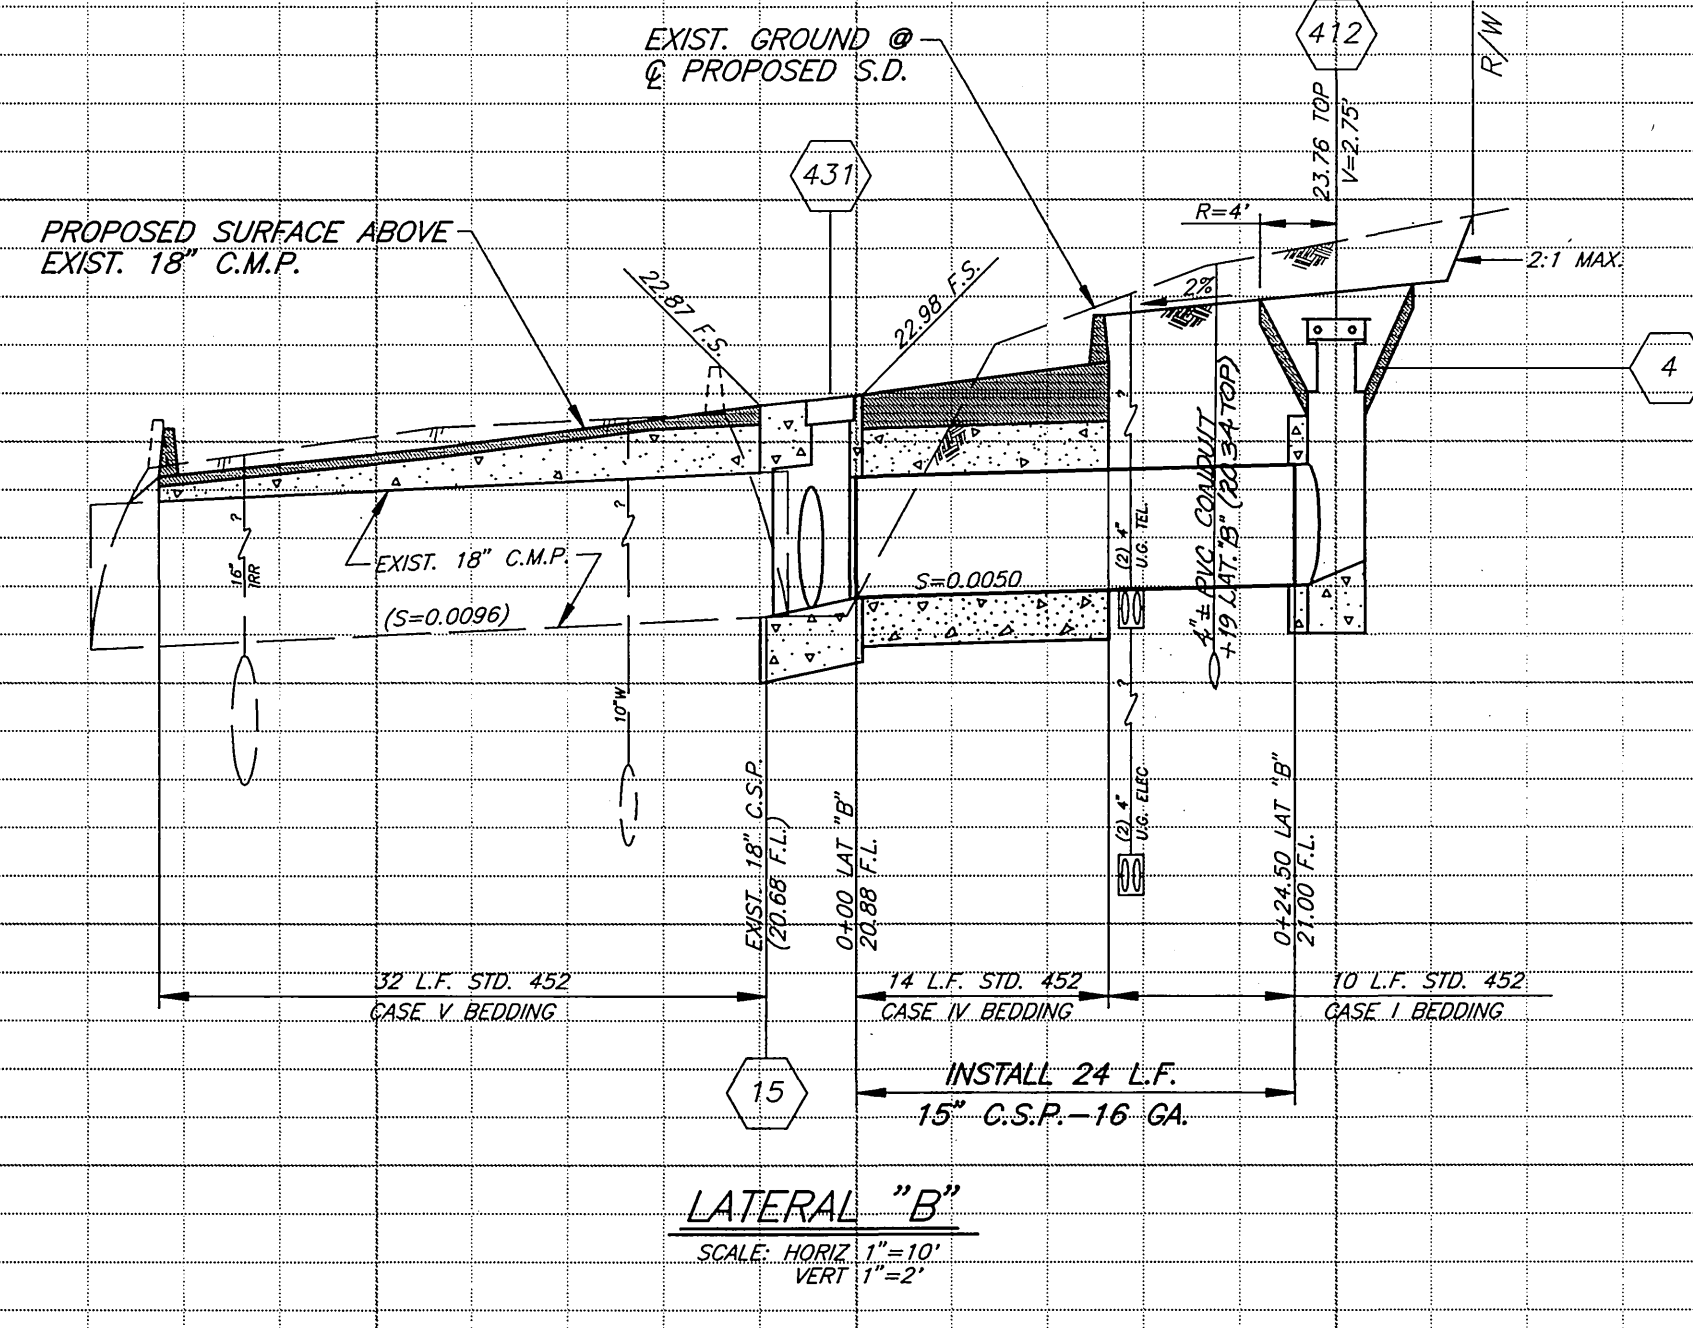 EXIST. GROUND @
℄ PROPOSED S.D.
412
R/W
23.76 TOP
V=2.75'
431
R=4'
PROPOSED SURFACE ABOVE
EXIST. 18" C.M.P.
2:1 MAX.
22.87 F.S.
22.98 F.S.
2%
4
?
?
?
4"± PVC CONDUIT
+19 LAT. "B" (20.34 TOP)
(2) 4"
U.G. TEL.
EXIST. 18" C.M.P.
16"
IRR
S=0.0050
(S=0.0096)
?
10"W
(2) 4"
U.G. ELEC
EXIST. 18" C.S.P.
(20.68 F.L.)
0+00 LAT "B"
20.88 F.L.
0+24.50 LAT "B"
21.00 F.L.
32 L.F. STD. 452
CASE V BEDDING
14 L.F. STD. 452
CASE IV BEDDING
10 L.F. STD. 452
CASE I BEDDING
15
INSTALL 24 L.F.
15" C.S.P.-16 GA.
LATERAL "B"
SCALE: HORIZ 1"=10'
VERT 1"=2'